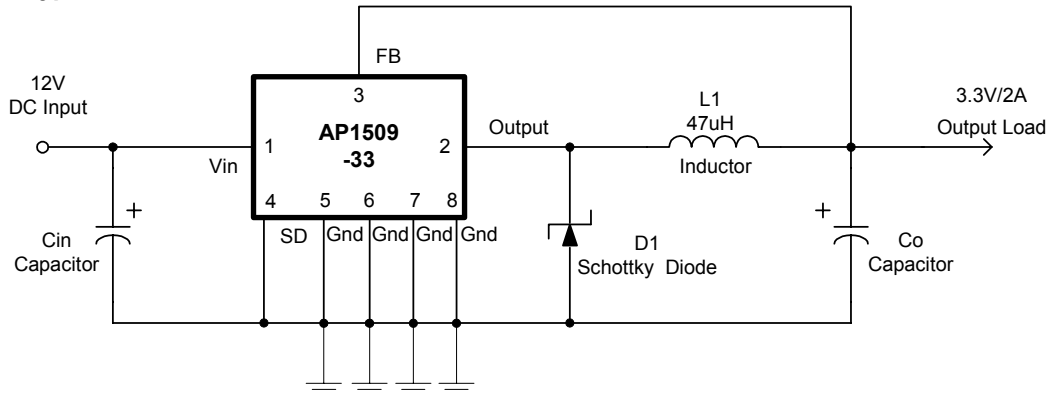 FB
12V
DC Input
3
AP1509
-33
1
2
Vin
Output
L1
47uH
Inductor
3.3V/2A
Output Load
4
5
6
7
8
SD
Gnd
Gnd
Gnd
Gnd
+
Cin
Capacitor
D1
Schottky Diode
+
Co
Capacitor